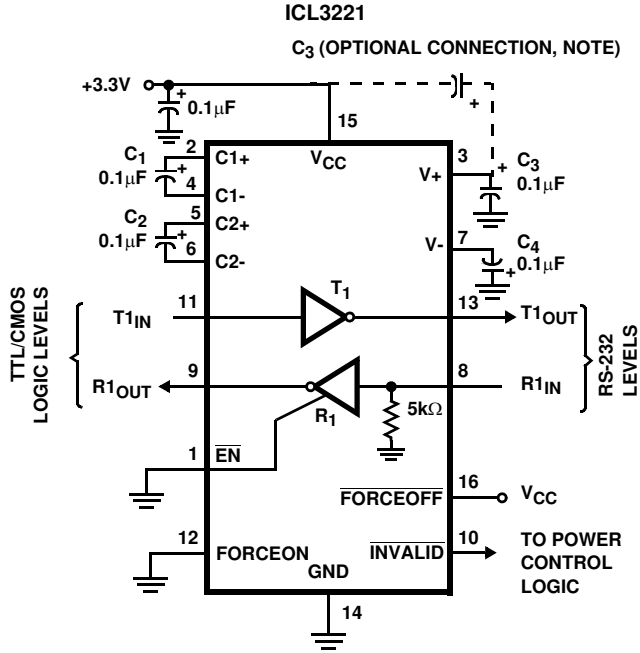 ICL3221
C3 (OPTIONAL CONNECTION, NOTE)
+3.3V
+
0.1µF
+
15
VCC
2
C1+
C1
0.1µF
+
4
C1-
5
C2+
C2
0.1µF
+
6
C2-
3
V+
+
C3
0.1µF
7
V-
C4
0.1µF
+
TTL/CMOS
LOGIC LEVELS
T1IN
11
T1
13
T1OUT
R1OUT
9
R1
8
R1IN
5kΩ
RS-232
LEVELS
1
EN
16
FORCEOFF
VCC
12
FORCEON
10
INVALID
TO POWER
CONTROL
LOGIC
GND
14